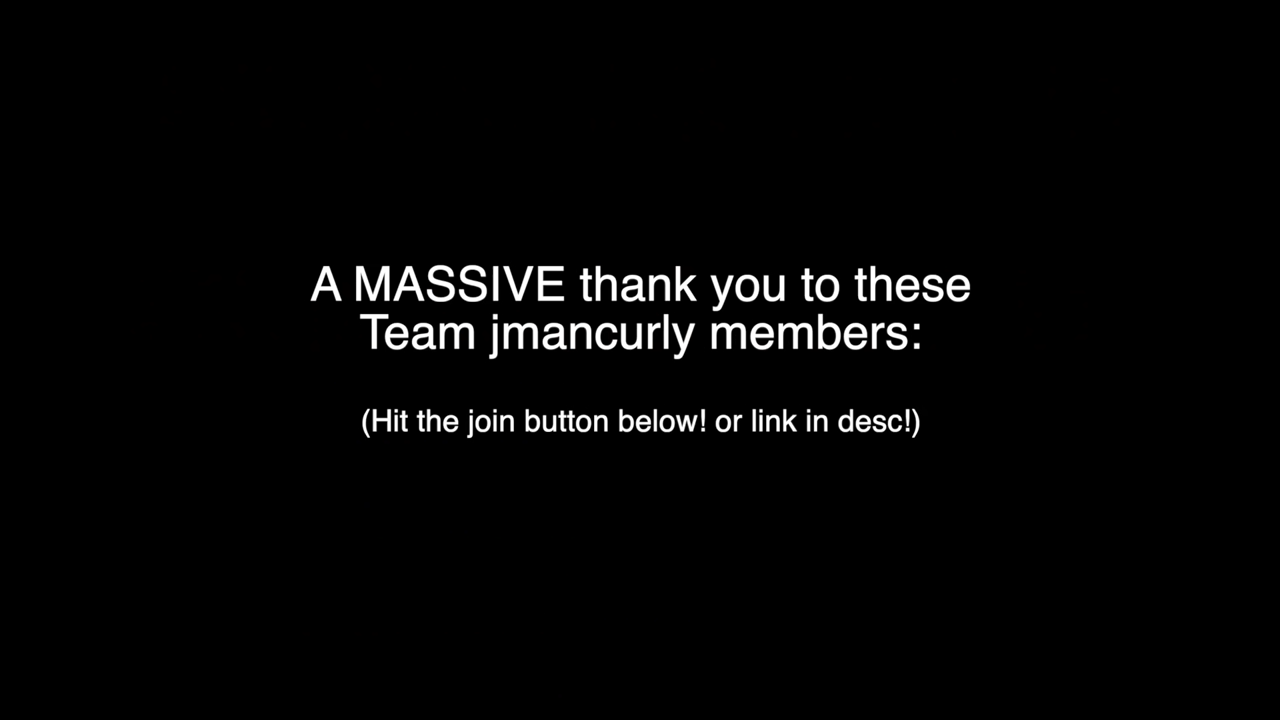 A MASSIVE thank you to these
Team jmancurly members:
(Hit the join button below! or link in desc!)